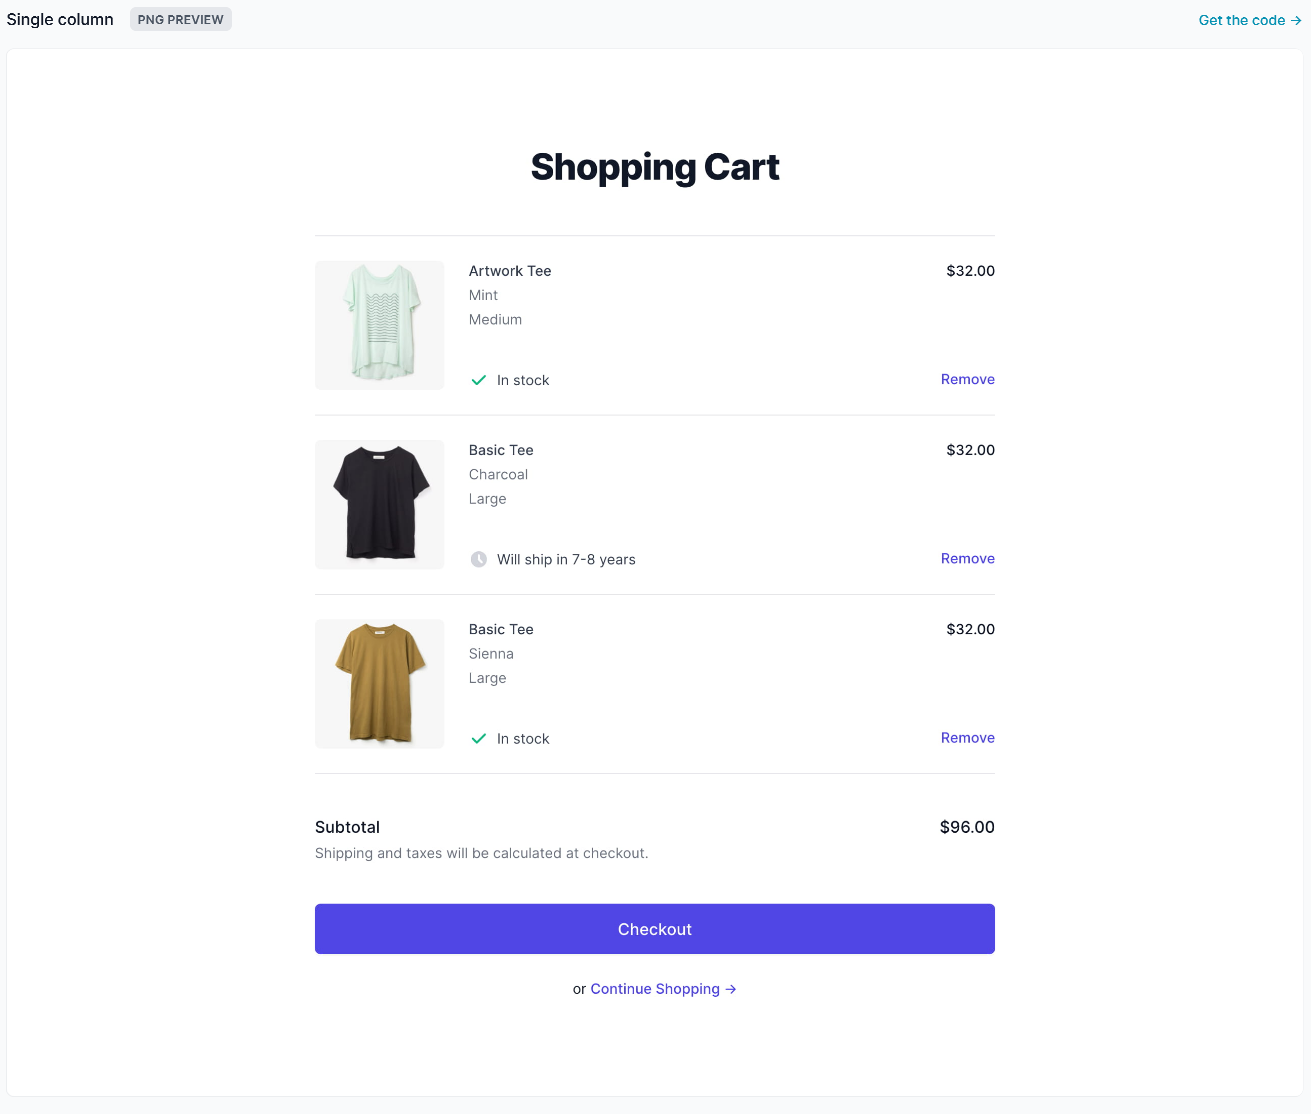 Single column PNG PREVIEW Get the code →
Shopping Cart
Artwork Tee $32.00
Mint
Medium
In stock Remove
Basic Tee $32.00
Charcoal
Large
Will ship in 7-8 years Remove
Basic Tee $32.00
Sienna
Large
In stock Remove
Subtotal $96.00
Shipping and taxes will be calculated at checkout.
Checkout
or Continue Shopping →